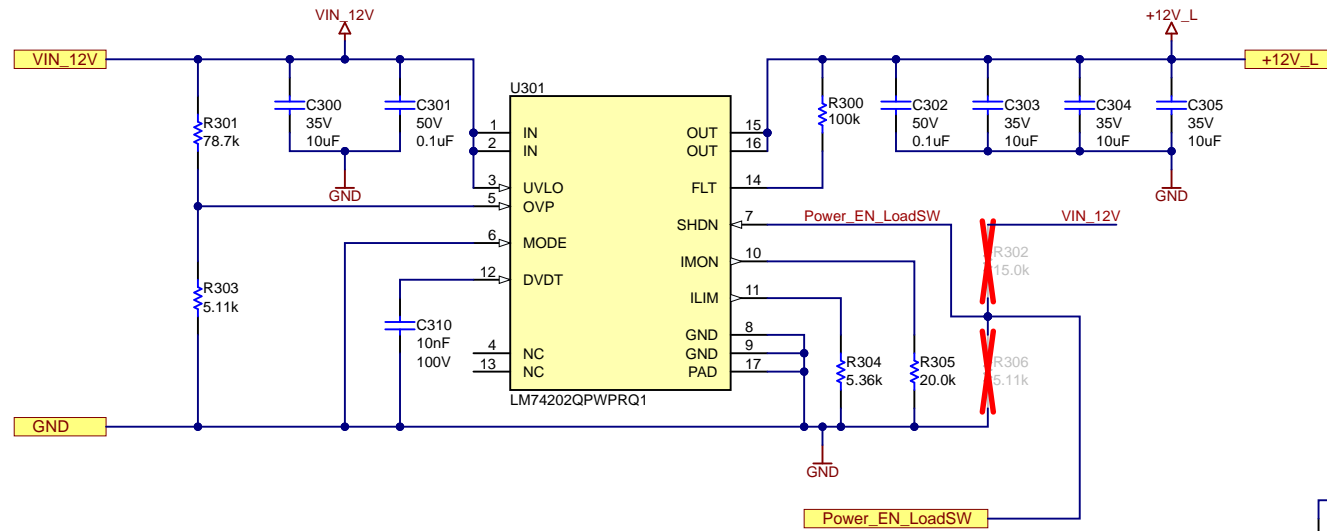 VIN_12V
+12V_L
VIN_12V
+12V_L
R301
78.7k
C300
35V
10uF
C301
50V
0.1uF
GND
U301
1
IN
2
IN
3
UVLO
5
OVP
6
MODE
12
DVDT
4
NC
13
NC
OUT
15
OUT
16
FLT
14
SHDN
7
IMON
10
ILIM
11
GND
8
GND
9
PAD
17
LM74202QPWPRQ1
R300
100k
C302
50V
0.1uF
C303
35V
10uF
C304
35V
10uF
C305
35V
10uF
GND
Power_EN_LoadSW
VIN_12V
R302
15.0k
R303
5.11k
C310
10nF
100V
R304
5.36k
R305
20.0k
R306
5.11k
GND
GND
Power_EN_LoadSW